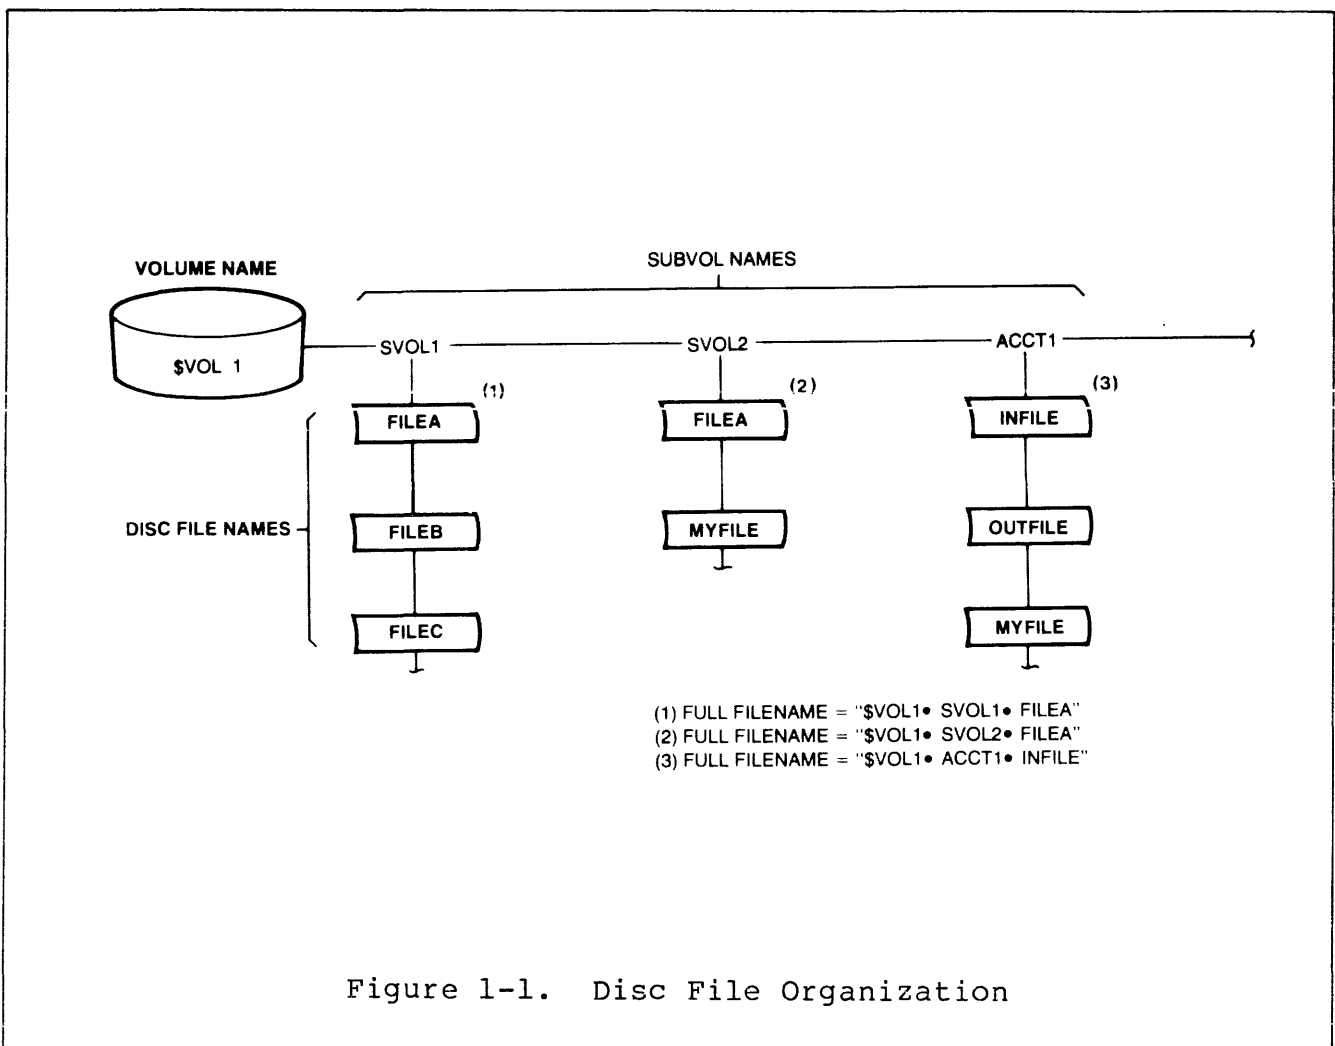 SUBVOL NAMES
VOLUME NAME
$VOL 1
SVOL1
SVOL2
ACCT1
(1)
(2)
(3)
FILEA
FILEA
INFILE
DISC FILE NAMES
FILEB
MYFILE
OUTFILE
FILEC
MYFILE
(1) FULL FILENAME = "$VOL1• SVOL1• FILEA"
(2) FULL FILENAME = "$VOL1• SVOL2• FILEA"
(3) FULL FILENAME = "$VOL1• ACCT1• INFILE"
Figure 1-1. Disc File Organization